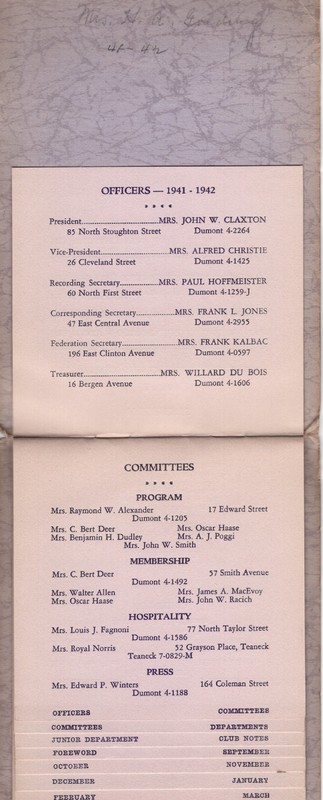 Mrs. H. A.
41-42
OFFICERS — 1941 - 1942
* * * *
President..............................MRS. JOHN W. CLAXTON
85 North Stoughton Street Dumont 4-2264
Vice-President..........................MRS. ALFRED CHRISTIE
26 Cleveland Street Dumont 4-1425
Recording Secretary...............MRS. PAUL HOFFMEISTER
60 North First Street Dumont 4-1259-J
Corresponding Secretary...............MRS. FRANK L. JONES
47 East Central Avenue Dumont 4-2955
Federation Secretary......................MRS. FRANK KALBAC
196 East Clinton Avenue Dumont 4-0597
Treasurer...............................MRS. WILLARD DU BOIS
16 Bergen Avenue Dumont 4-1606
COMMITTEES
* * * *
PROGRAM
Mrs. Raymond W. Alexander 17 Edward Street
Dumont 4-1205
Mrs. C. Bert Deer Mrs. Oscar Haase
Mrs. Benjamin H. Dudley Mrs. A. J. Poggi
Mrs. John W. Smith
MEMBERSHIP
Mrs. C. Bert Deer 57 Smith Avenue
Dumont 4-1492
Mrs. Walter Allen Mrs. James A. MacEvoy
Mrs. Oscar Haase Mrs. John W. Racich
HOSPITALITY
Mrs. Louis J. Fagnoni 77 North Taylor Street
Dumont 4-1586
Mrs. Royal Norris 52 Grayson Place, Teaneck
Teaneck 7-0829-M
PRESS
Mrs. Edward P. Winters 164 Coleman Street
Dumont 4-1188
OFFICERS COMMITTEES
COMMITTEES DEPARTMENTS
JUNIOR DEPARTMENT CLUB NOTES
FOREWORD SEPTEMBER
OCTOBER NOVEMBER
DECEMBER JANUARY
FEBRUARY MARCH